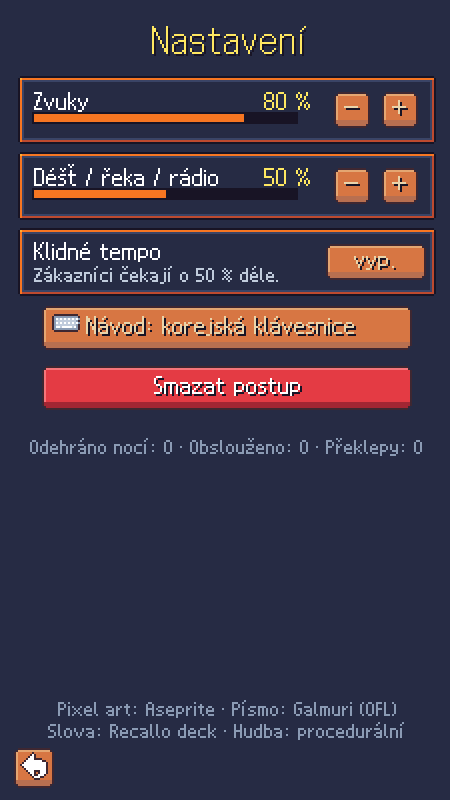 Nastavení
Zvuky 80 % − +
Déšť / řeka / rádio 50 % − +
Klidné tempo
Zákazníci čekají o 50 % déle.
vyp.
Návod: korejská klávesnice
Smazat postup
Odehráno nocí: 0 · Obslouženo: 0 · Překlepy: 0
Pixel art: Aseprite · Písmo: Galmuri (OFL)
Slova: Recallo deck · Hudba: procedurální